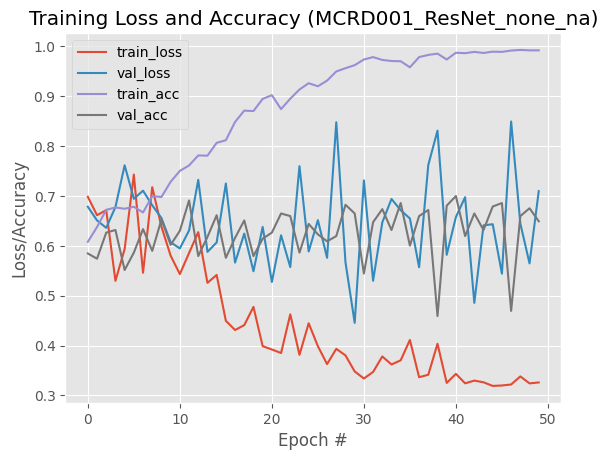 Training Loss and Accuracy (MCRD001_ResNet_none_na)
train_loss
val_loss
train_acc
val_acc
1.0
0.9
0.8
0.7
0.6
0.5
0.4
0.3
Loss/Accuracy
0 10 20 30 40 50
Epoch #